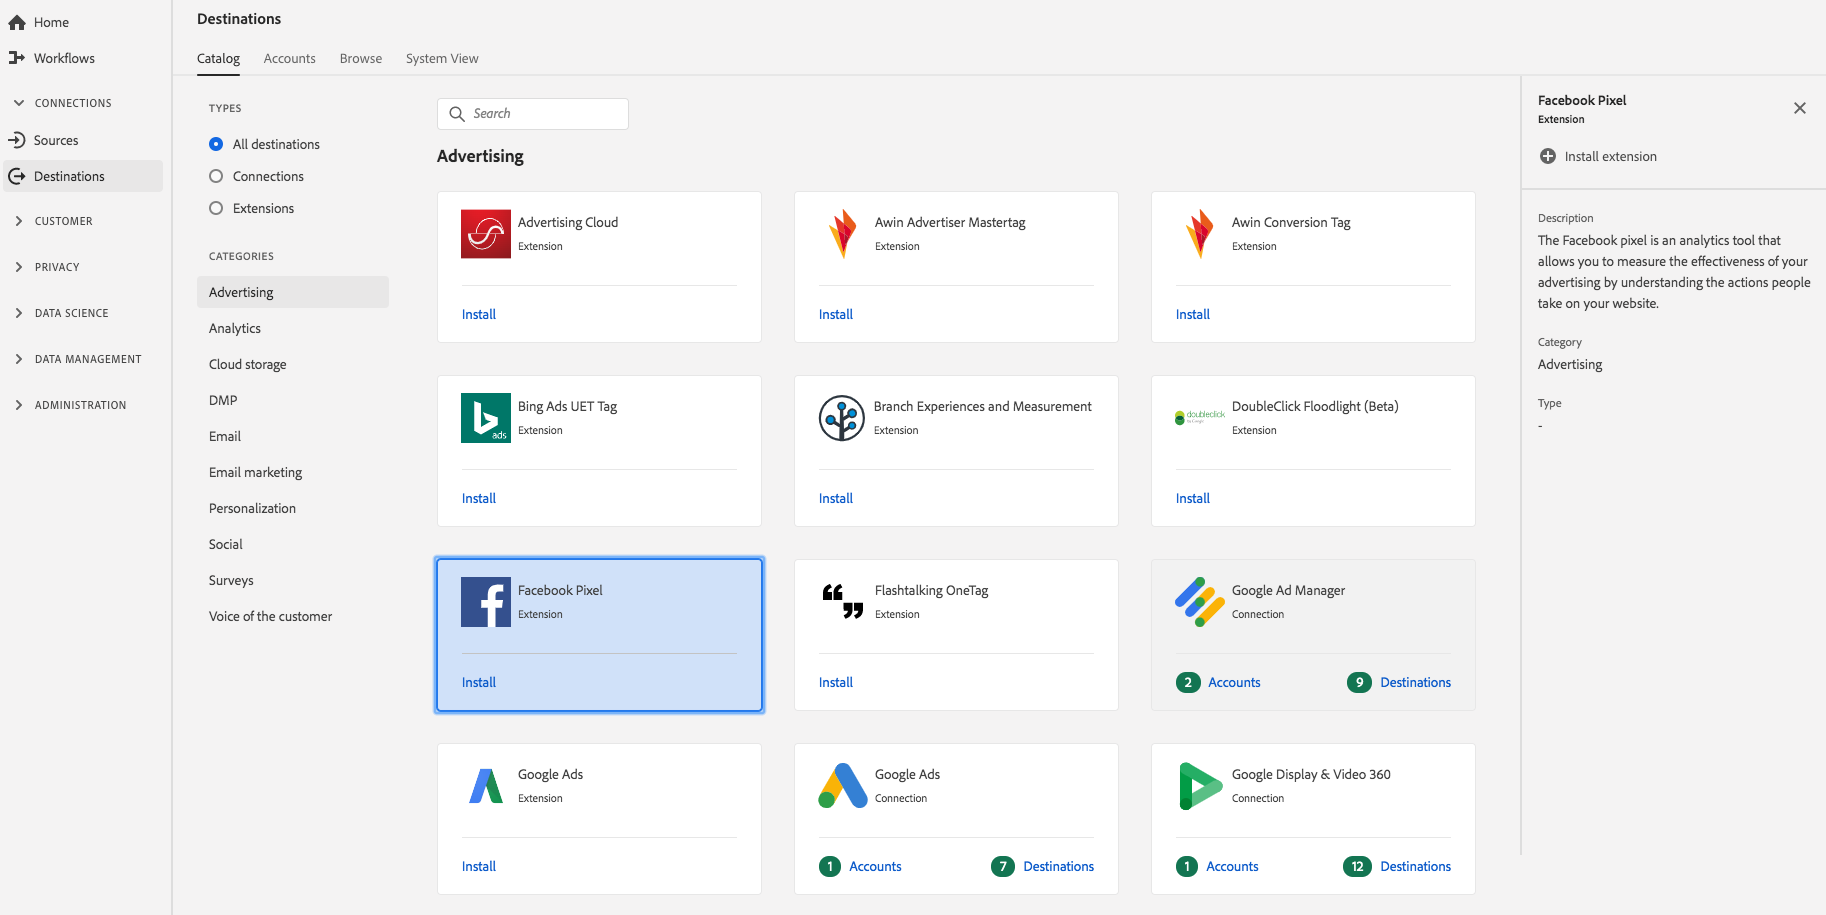 Home
Workflows
CONNECTIONS
Sources
Destinations
CUSTOMER
PRIVACY
DATA SCIENCE
DATA MANAGEMENT
ADMINISTRATION
Destinations
Catalog Accounts Browse System View
TYPES
All destinations
Connections
Extensions
CATEGORIES
Advertising
Analytics
Cloud storage
DMP
Email
Email marketing
Personalization
Social
Surveys
Voice of the customer
Search
Advertising
Advertising Cloud
Extension
Install
Awin Advertiser Mastertag
Extension
Install
Awin Conversion Tag
Extension
Install
ads
Bing Ads UET Tag
Extension
Install
Branch Experiences and Measurement
Extension
Install
doubleclick
DoubleClick Floodlight (Beta)
Extension
Install
Facebook Pixel
Extension
Install
Flashtalking OneTag
Extension
Install
Google Ad Manager
Connection
2 Accounts 9 Destinations
Google Ads
Extension
Install
Google Ads
Connection
1 Accounts 7 Destinations
Google Display & Video 360
Connection
1 Accounts 12 Destinations
Facebook Pixel
Extension
Install extension
Description
The Facebook pixel is an analytics tool that
allows you to measure the effectiveness of your
advertising by understanding the actions people
take on your website.
Category
Advertising
Type
-